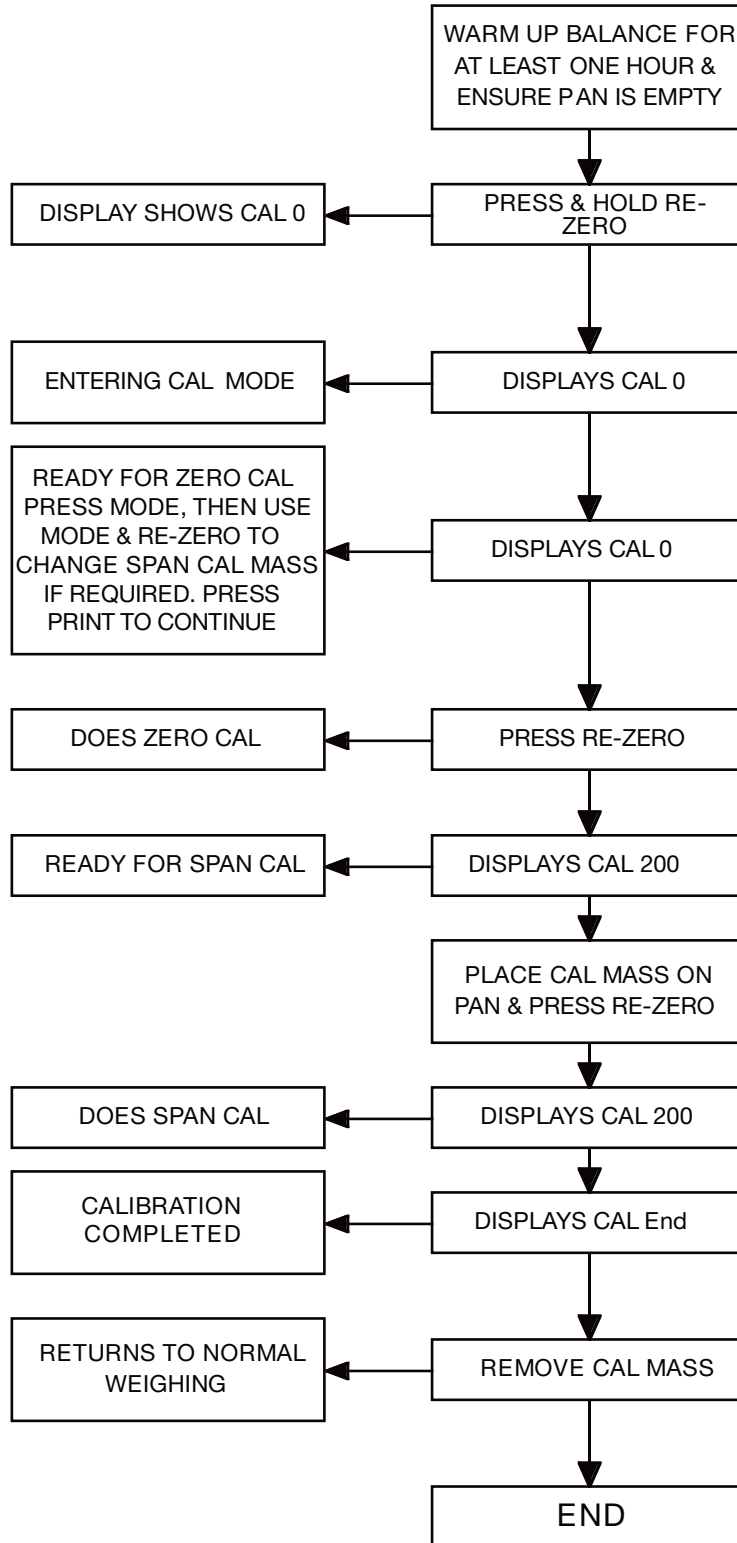 WARM UP BALANCE FOR
AT LEAST ONE HOUR &
ENSURE PAN IS EMPTY
DISPLAY SHOWS CAL 0
PRESS & HOLD RE-
ZERO
ENTERING CAL MODE
DISPLAYS CAL 0
READY FOR ZERO CAL
PRESS MODE, THEN USE
MODE & RE-ZERO TO
CHANGE SPAN CAL MASS
IF REQUIRED. PRESS
PRINT TO CONTINUE
DISPLAYS CAL 0
DOES ZERO CAL
PRESS RE-ZERO
READY FOR SPAN CAL
DISPLAYS CAL 200
PLACE CAL MASS ON
PAN & PRESS RE-ZERO
DOES SPAN CAL
DISPLAYS CAL 200
CALIBRATION
COMPLETED
DISPLAYS CAL End
RETURNS TO NORMAL
WEIGHING
REMOVE CAL MASS
END